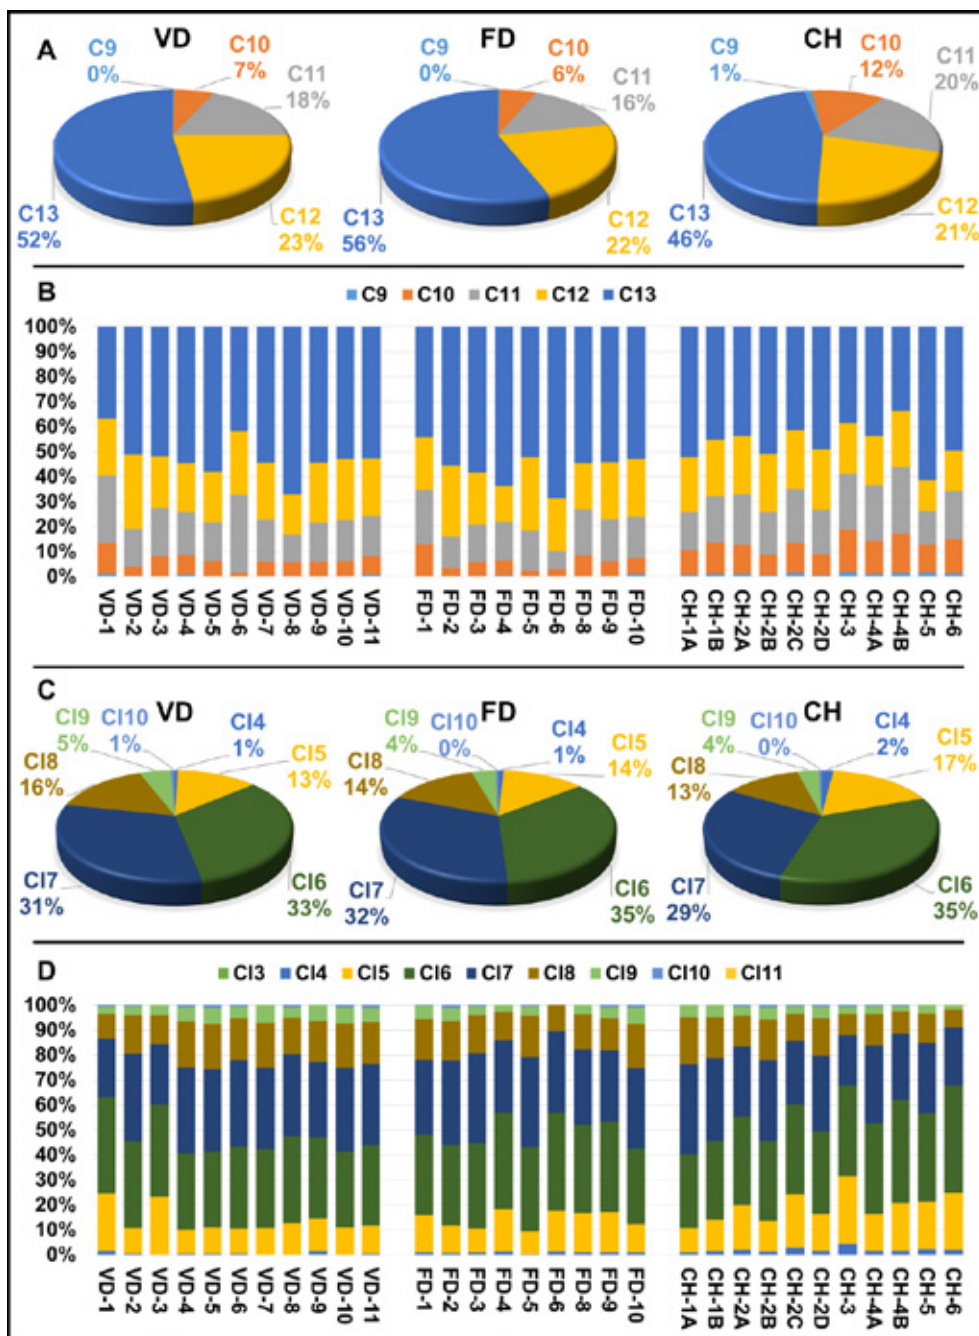 A
VD
FD
CH
C9
0%
C10
7%
C11
18%
C12
23%
C13
52%
C9
0%
C10
6%
C11
16%
C12
22%
C13
56%
C9
1%
C10
12%
C11
20%
C12
21%
C13
46%
B
C9 C10 C11 C12 C13
100%
90%
80%
70%
60%
50%
40%
30%
20%
10%
0%
VD-1
VD-2
VD-3
VD-4
VD-5
VD-6
VD-7
VD-8
VD-9
VD-10
VD-11
FD-1
FD-2
FD-3
FD-4
FD-5
FD-6
FD-8
FD-9
FD-10
CH-1A
CH-1B
CH-2A
CH-2B
CH-2C
CH-2D
CH-3
CH-4A
CH-4B
CH-5
CH-6
C
VD
FD
CH
Cl9
5%
Cl10
1%
Cl4
1%
Cl5
13%
Cl8
16%
Cl7
31%
Cl6
33%
Cl9
4%
Cl10
0%
Cl4
1%
Cl5
14%
Cl8
14%
Cl7
32%
Cl6
35%
Cl9
4%
Cl10
0%
Cl4
2%
Cl5
17%
Cl8
13%
Cl7
29%
Cl6
35%
D
Cl3 Cl4 Cl5 Cl6 Cl7 Cl8 Cl9 Cl10 Cl11
100%
90%
80%
70%
60%
50%
40%
30%
20%
10%
0%
VD-1
VD-2
VD-3
VD-4
VD-5
VD-6
VD-7
VD-8
VD-9
VD-10
VD-11
FD-1
FD-2
FD-3
FD-4
FD-5
FD-6
FD-8
FD-9
FD-10
CH-1A
CH-1B
CH-2A
CH-2B
CH-2C
CH-2D
CH-3
CH-4A
CH-4B
CH-5
CH-6